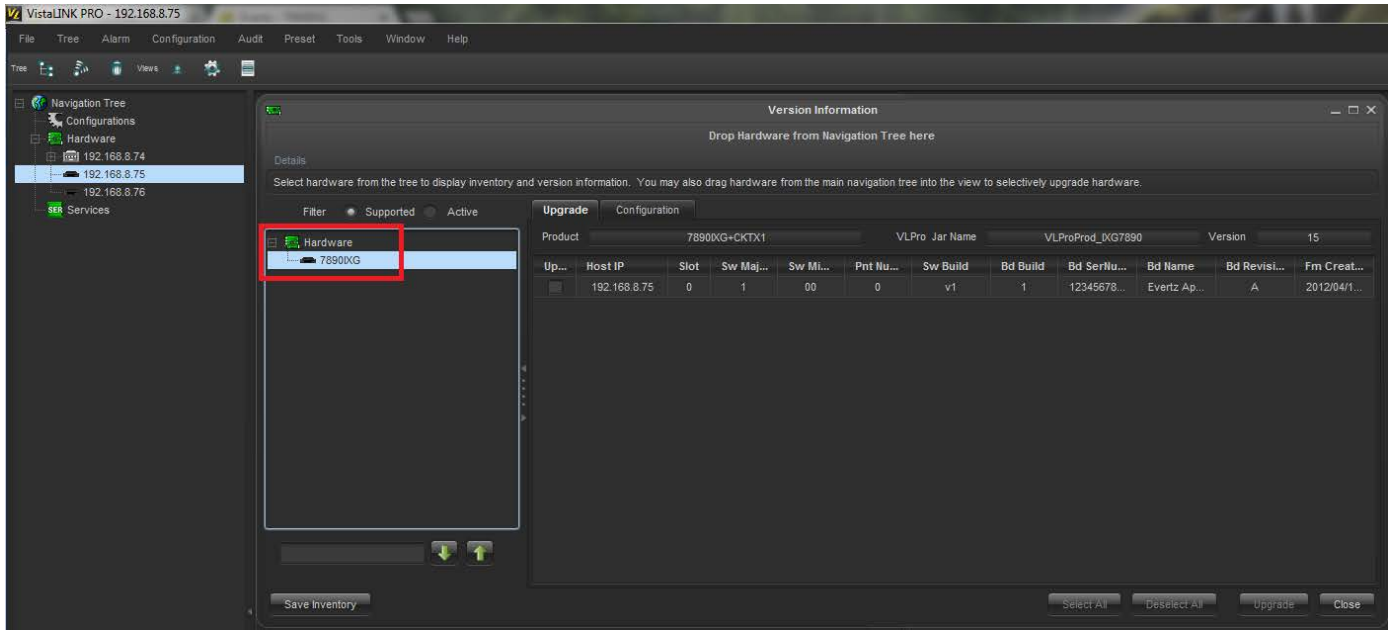 VistaLINK PRO - 192.168.8.75
File Tree Alarm Configuration Audit Preset Tools Window Help
Tree Views
Navigation Tree
Configurations
Hardware
192.168.8.74
192.168.8.75
192.168.8.76
SER Services
Version Information
Drop Hardware from Navigation Tree here
Details
Select hardware from the tree to display inventory and version information. You may also drag hardware from the main navigation tree into the view to selectively upgrade hardware.
Filter Supported Active
Hardware
7890IXG
Upgrade Configuration
Product 7890IXG+CKTX1 VLPro Jar Name VLProProd_IXG7890 Version 15
Up... Host IP Slot Sw Maj... Sw Mi... Pnt Nu... Sw Build Bd Build Bd SerNu... Bd Name Bd Revisi... Fm Creat...
192.168.8.75 0 1 00 0 v1 1 12345678... Evertz Ap... A 2012/04/1...
Save Inventory Select All Deselect All Upgrade Close